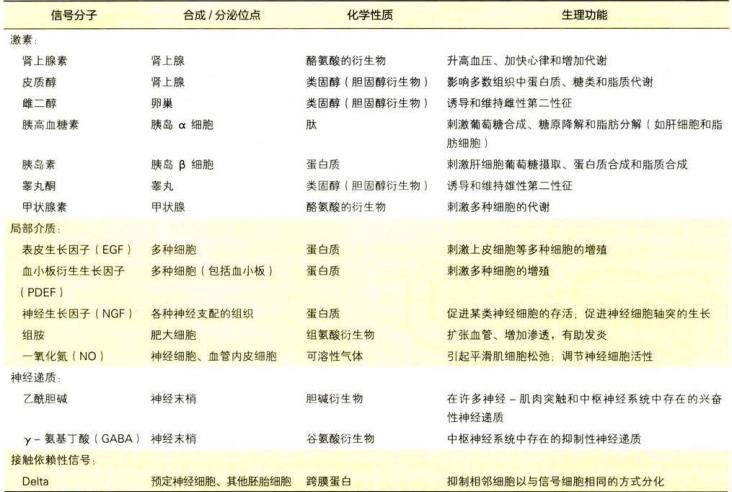 信号分子 合成/分泌位点 化学性质 生理功能
激素:
肾上腺素 肾上腺 酪氨酸的衍生物 升高血压、加快心律和增加代谢
皮质醇 肾上腺 类固醇（胆固醇衍生物） 影响多数组织中蛋白质、糖类和脂质代谢
雌二醇 卵巢 类固醇（胆固醇衍生物） 诱导和维持雌性第二性征
胰高血糖素 胰岛 α 细胞 肽 刺激葡萄糖合成、糖原降解和脂肪分解（如肝细胞和脂
肪细胞）
胰岛素 胰岛 β 细胞 蛋白质 刺激肝细胞葡萄糖摄取、蛋白质合成和脂质合成
睾丸酮 睾丸 类固醇（胆固醇衍生物） 诱导和维持雄性第二性征
甲状腺素 甲状腺 酪氨酸的衍生物 刺激多种细胞的代谢
局部介质:
表皮生长因子（EGF） 多种细胞 蛋白质 刺激上皮细胞等多种细胞的增殖
血小板衍生生长因子 多种细胞（包括血小板） 蛋白质 刺激多种细胞的增殖
（PDEF）
神经生长因子（NGF） 各种神经支配的组织 蛋白质 促进某类神经细胞的存活；促进神经细胞轴突的生长
组胺 肥大细胞 组氨酸衍生物 扩张血管、增加渗透，有助发炎
一氧化氮（NO） 神经细胞、血管内皮细胞 可溶性气体 引起平滑肌细胞松弛；调节神经细胞活性
神经递质:
乙酰胆碱 神经末梢 胆碱衍生物 在许多神经–肌肉突触和中枢神经系统中存在的兴奋
性神经递质
γ–氨基丁酸（GABA） 神经末梢 谷氨酸衍生物 中枢神经系统中存在的抑制性神经递质
接触依赖性信号:
Delta 预定神经细胞、其他胚胎细胞 跨膜蛋白 抑制相邻细胞以与信号细胞相同的方式分化